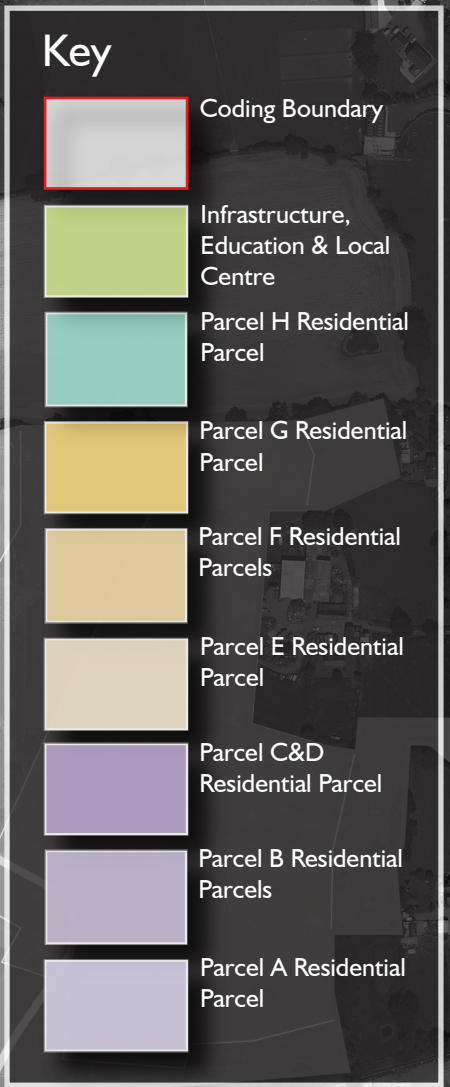 Key
Coding Boundary
Infrastructure,
Education & Local
Centre
Parcel H Residential
Parcel
Parcel G Residential
Parcel
Parcel F Residential
Parcels
Parcel E Residential
Parcel
Parcel C&D
Residential Parcel
Parcel B Residential
Parcels
Parcel A Residential
Parcel